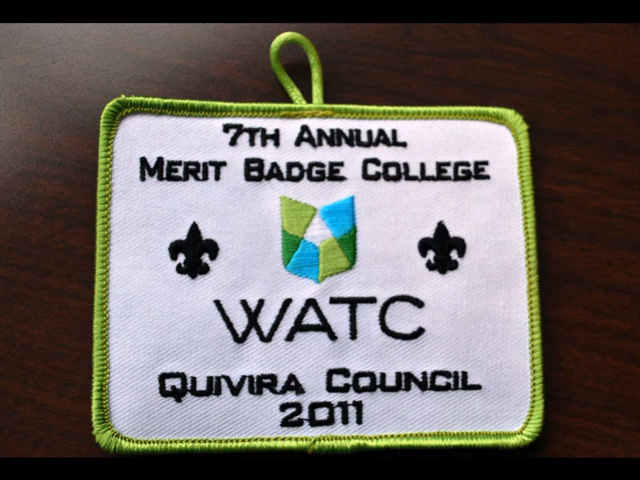 7TH ANNUAL
MERIT BADGE COLLEGE
WATC
QUIVIRA COUNCIL
2011